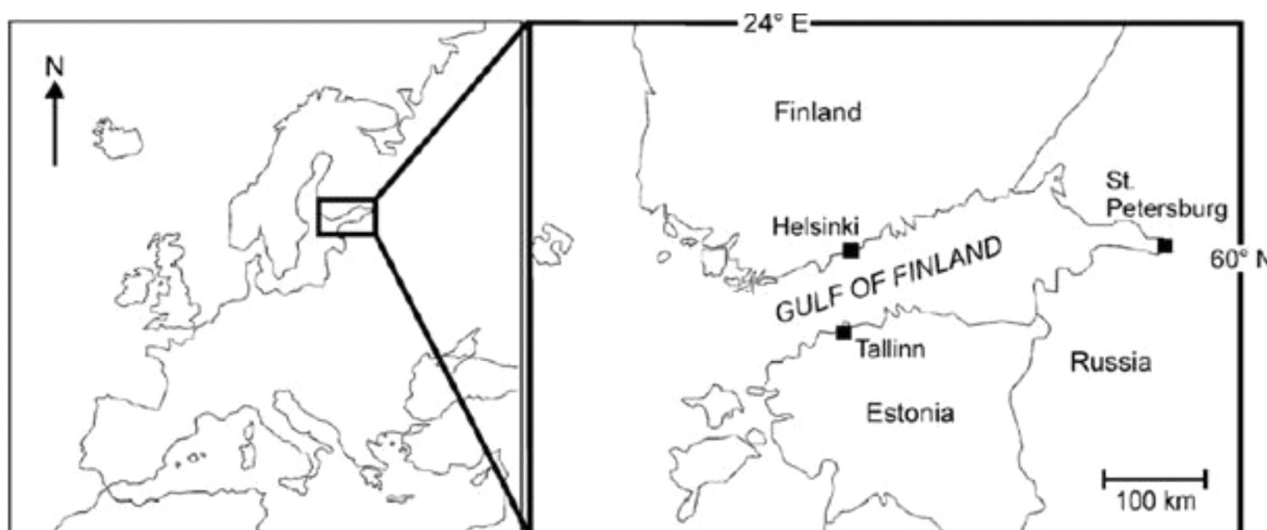 24° E
N
Finland
St.
Petersburg
Helsinki
GULF OF FINLAND
60° N
Tallinn
Russia
Estonia
100 km